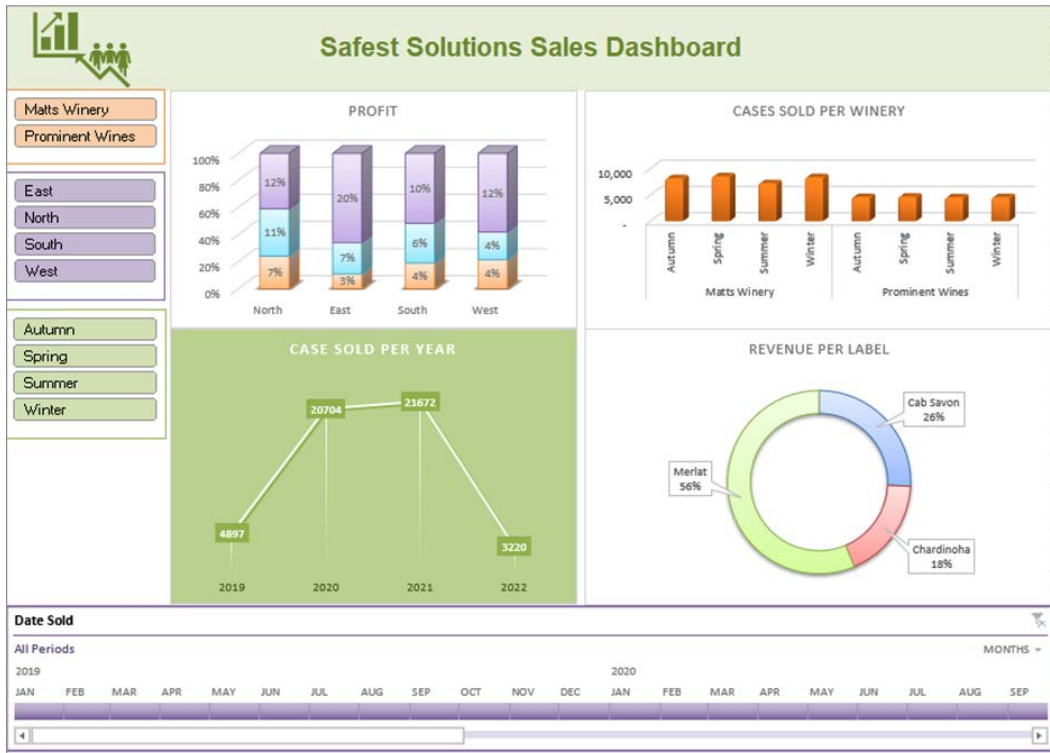 Safest Solutions Sales Dashboard
Matts Winery
Prominent Wines
East
North
South
West
Autumn
Spring
Summer
Winter
PROFIT
100%
80%
60%
40%
20%
0%
12% 20% 10% 12%
11% 7% 6% 4%
7% 3% 4% 4%
North East South West
CASES SOLD PER WINERY
10,000
5,000
-
Autumn Spring Summer Winter Autumn Spring Summer Winter
Matts Winery Prominent Wines
CASE SOLD PER YEAR
4897 20704 21672 3220
2019 2020 2021 2022
REVENUE PER LABEL
Cab Savon
26%
Merlat
56%
Chardinoha
18%
Date Sold
All Periods MONTHS
2019 2020
JAN FEB MAR APR MAY JUN JUL AUG SEP OCT NOV DEC JAN FEB MAR APR MAY JUN JUL AUG SEP